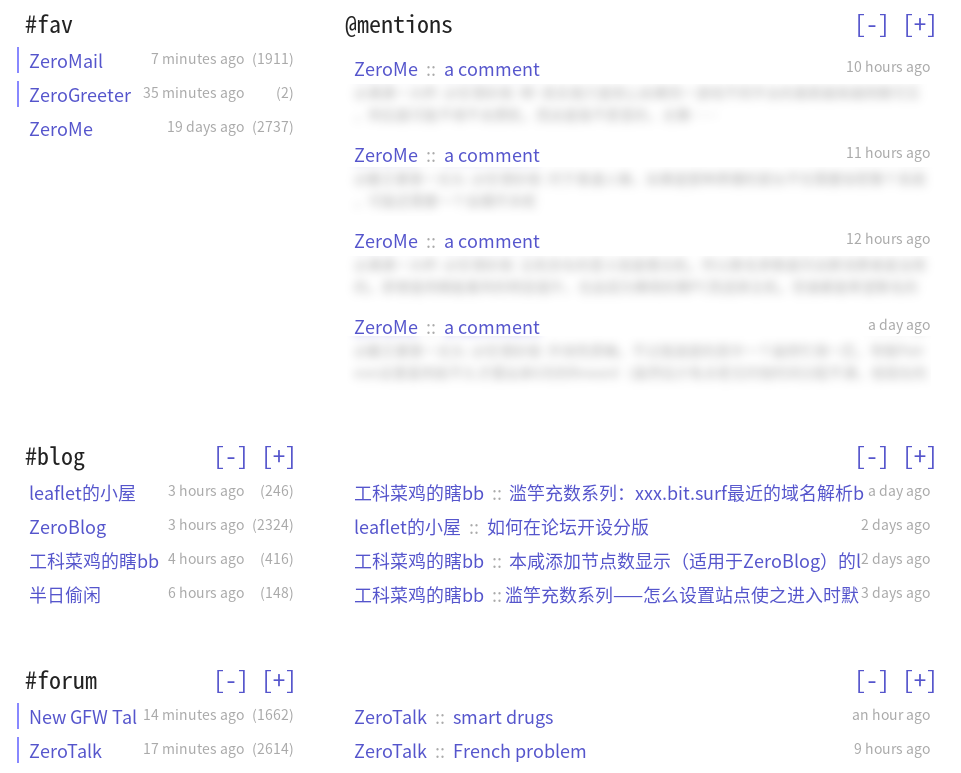 #fav
ZeroMail 7 minutes ago (1911)
ZeroGreeter 35 minutes ago (2)
ZeroMe 19 days ago (2737)
@mentions [-] [+]
ZeroMe :: a comment 10 hours ago
ZeroMe :: a comment 11 hours ago
ZeroMe :: a comment 12 hours ago
ZeroMe :: a comment a day ago
#blog [-] [+]
leaflet的小屋 3 hours ago (246)
ZeroBlog 3 hours ago (2324)
工科菜鸡的瞎bb 4 hours ago (416)
半日偷闲 6 hours ago (148)
[-] [+]
工科菜鸡的瞎bb :: 滥竽充数系列：xxx.bit.surf最近的域名解析b a day ago
leaflet的小屋 :: 如何在论坛开设分版 2 days ago
工科菜鸡的瞎bb :: 本咸添加节点数显示（适用于ZeroBlog）的l 2 days ago
工科菜鸡的瞎bb :: 滥竽充数系列——怎么设置站点使之进入时默 3 days ago
#forum [-] [+]
New GFW Tal 14 minutes ago (1662)
ZeroTalk 17 minutes ago (2614)
[-] [+]
ZeroTalk :: smart drugs an hour ago
ZeroTalk :: French problem 9 hours ago